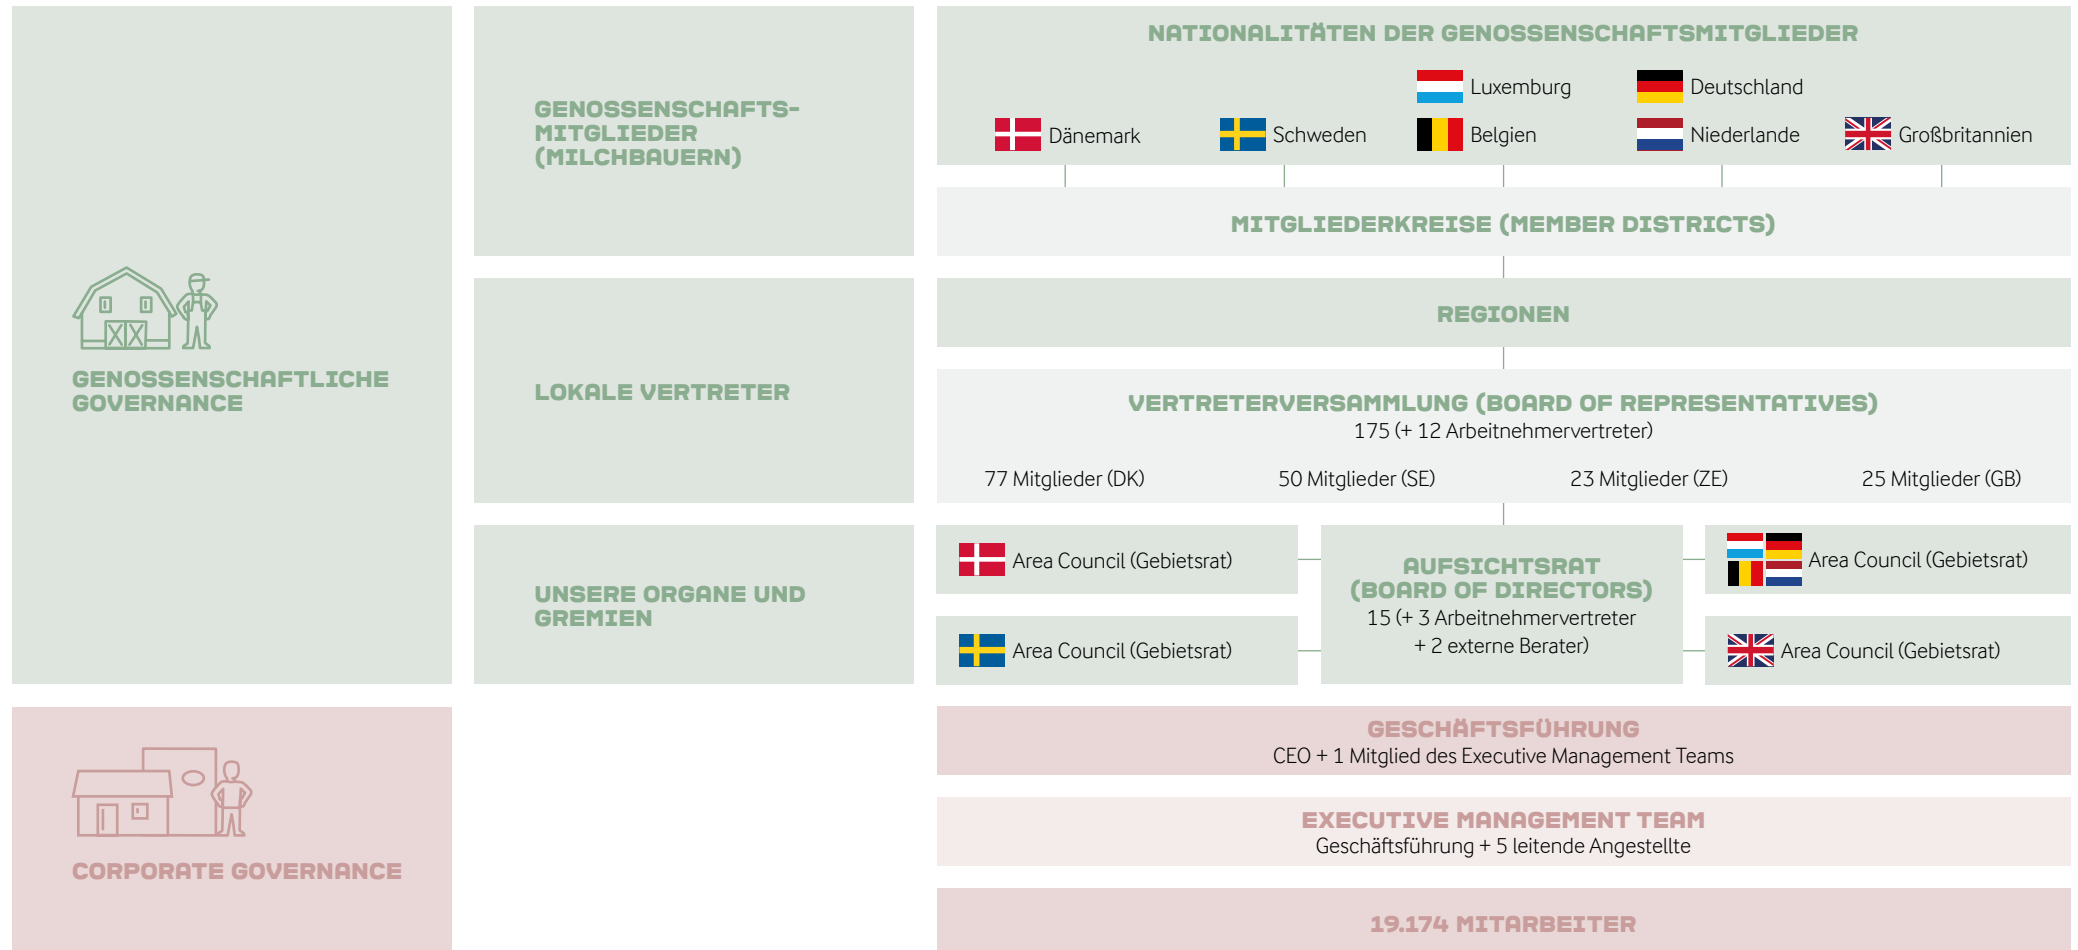 GENOSSENSCHAFTLICHE
GOVERNANCE
GENOSSENSCHAFTS-
MITGLIEDER
(MILCHBAUERN)
NATIONALITÄTEN DER GENOSSENSCHAFTSMITGLIEDER
Luxemburg
Deutschland
Dänemark
Schweden
Belgien
Niederlande
Großbritannien
MITGLIEDERKREISE (MEMBER DISTRICTS)
LOKALE VERTRETER
REGIONEN
VERTRETERVERSAMMLUNG (BOARD OF REPRESENTATIVES)
175 (+ 12 Arbeitnehmervertreter)
77 Mitglieder (DK)
50 Mitglieder (SE)
23 Mitglieder (ZE)
25 Mitglieder (GB)
UNSERE ORGANE UND
GREMIEN
Area Council (Gebietsrat)
Area Council (Gebietsrat)
AUFSICHTSRAT
(BOARD OF DIRECTORS)
15 (+ 3 Arbeitnehmervertreter
+ 2 externe Berater)
Area Council (Gebietsrat)
Area Council (Gebietsrat)
CORPORATE GOVERNANCE
GESCHÄFTSFÜHRUNG
CEO + 1 Mitglied des Executive Management Teams
EXECUTIVE MANAGEMENT TEAM
Geschäftsführung + 5 leitende Angestellte
19.174 MITARBEITER